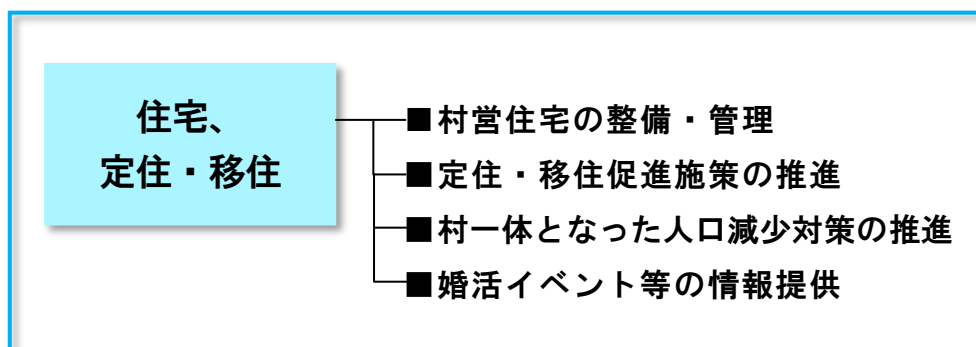 住宅、
定住・移住
■村営住宅の整備・管理
■定住・移住促進施策の推進
■村一体となった人口減少対策の推進
■婚活イベント等の情報提供